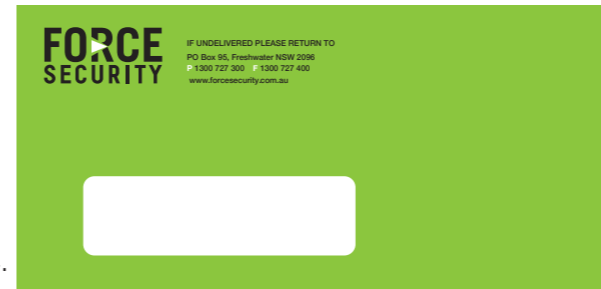 FORCE
SECURITY
IF UNDELIVERED PLEASE RETURN TO
PO Box 95, Freshwater NSW 2096
P 1300 727 300 F 1300 727 400
www.forcesecurity.com.au
.